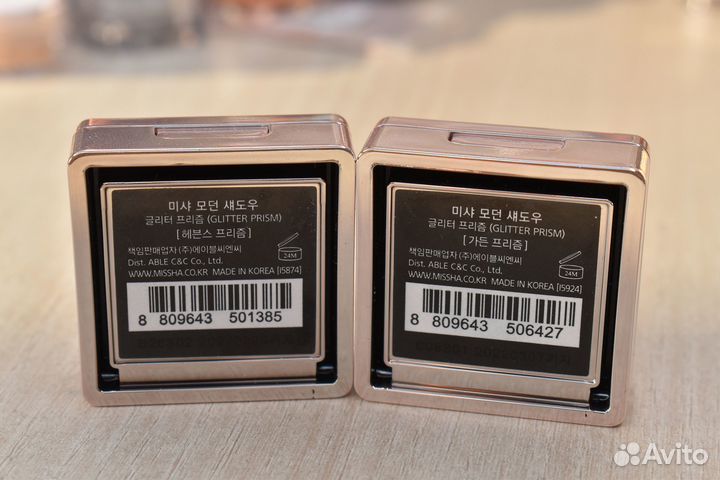 미샤 모던 섀도우
글리터 프리즘 (GLITTER PRISM)
[ 헤븐스 프리즘 ]
책임판매업자 (주)에이블씨엔씨
Dist. ABLE C&C Co., Ltd.
WWW.MISSHA.CO.KR MADE IN KOREA [I5874]
24M
8 809643 501385
미샤 모던 섀도우
글리터 프리즘 (GLITTER PRISM)
[ 가든 프리즘 ]
책임판매업자 (주)에이블씨엔씨
Dist. ABLE C&C Co., Ltd.
WWW.MISSHA.CO.KR MADE IN KOREA [I5924]
24M
8 809643 506427
Avito